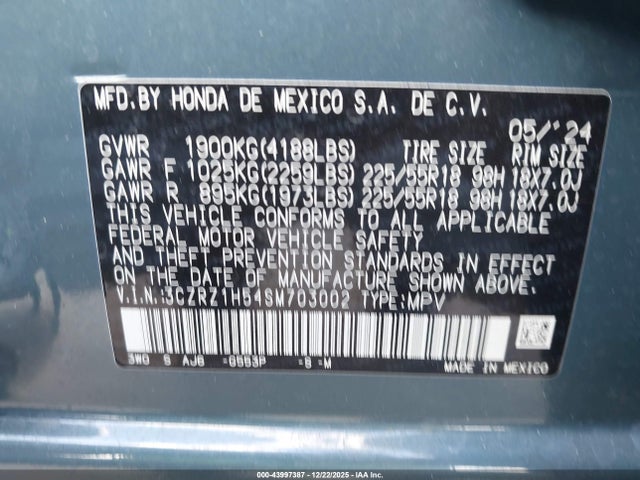 MFD.BY HONDA DE MEXICO S.A. DE C.V.
05/'24
GVWR 1900KG(4188LBS) TIRE SIZE RIM SIZE
GAWR F 1025KG(2259LBS) 225/55R18 98H 18X7.0J
GAWR R 895KG(1973LBS) 225/55R18 98H 18X7.0J
THIS VEHICLE CONFORMS TO ALL APPLICABLE
FEDERAL MOTOR VEHICLE SAFETY
AND THEFT PREVENTION STANDARDS IN EFFECT
ON THE DATE OF MANUFACTURE SHOWN ABOVE.
V.I.N.:3CZRZ1H54SM703002 TYPE:MPV
3W0 S AJ6 -G593P -B -M
MADE IN MEXICO
000-43997387 - 12/22/2025 - IAA Inc.